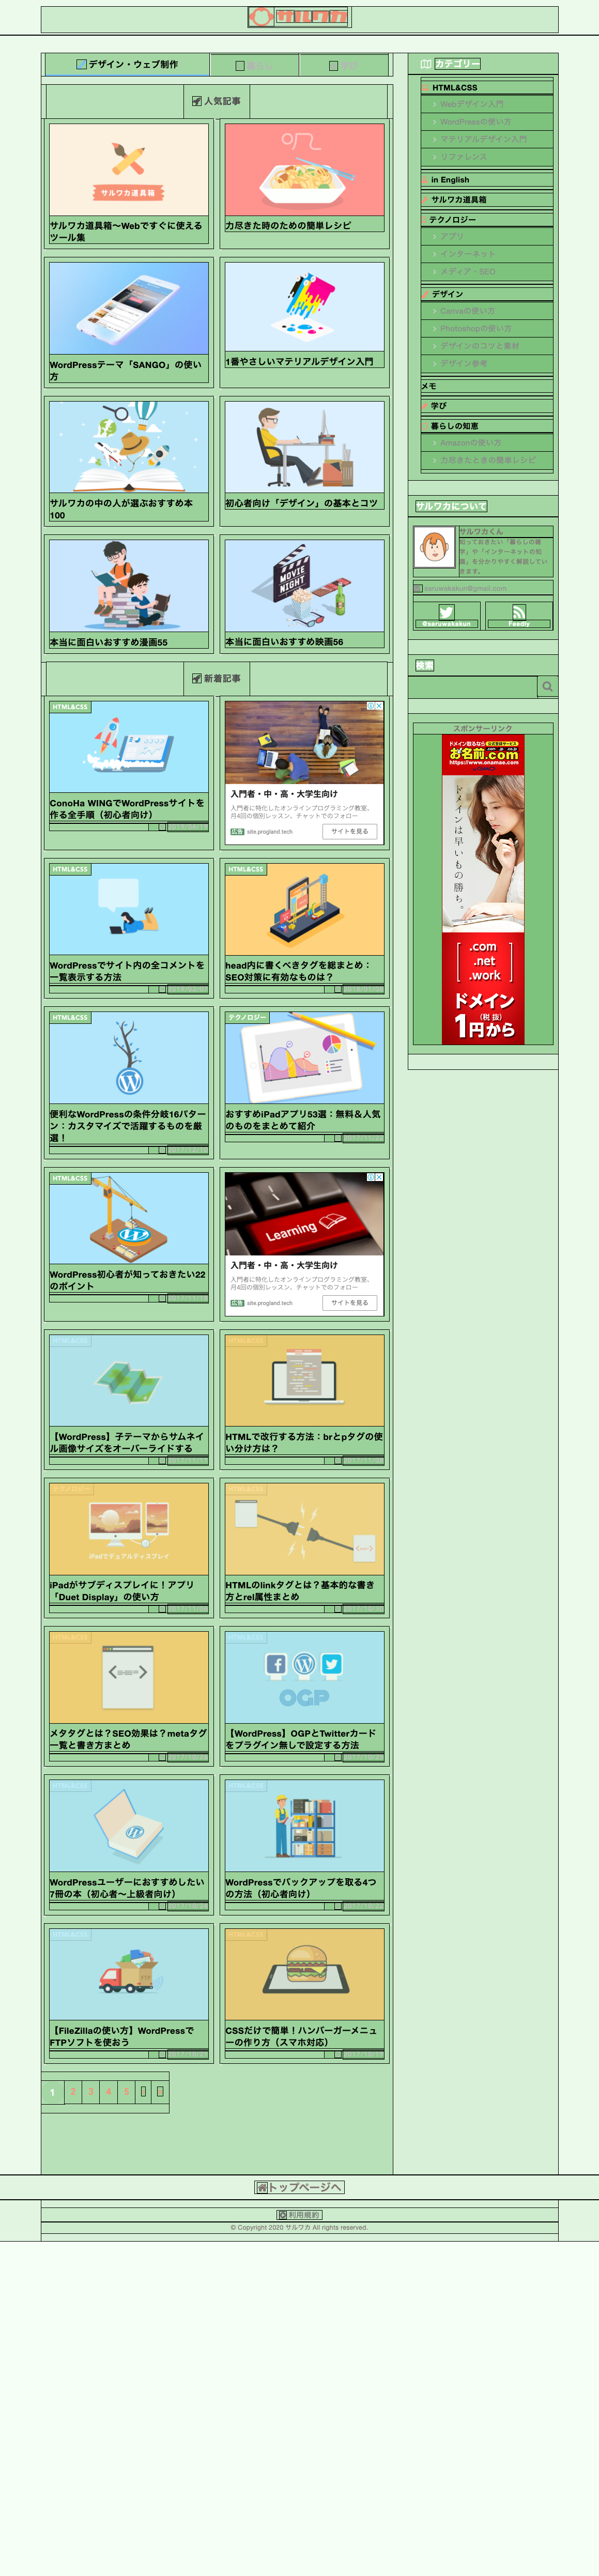 サルワカ
デザイン・ウェブ制作
人気記事
サルワカ道具箱
サルワカ道具箱〜Webですぐに使える
ツール集
力尽きた時のための簡単レシピ
WordPressテーマ「SANGO」の使い
方
1番やさしいマテリアルデザイン入門
サルワカの中の人が選ぶおすすめ本
100
初心者向け「デザイン」の基本とコツ
本当に面白いおすすめ漫画55
MOVIE
NIGHT
本当に面白いおすすめ映画56
新着記事
HTML&CSS
ConoHa WINGでWordPressサイトを
作る全手順（初心者向け）
入門者・中・高・大学生向け
入門者に特化したオンラインプログラミング教室、
月4回の個別レッスン、チャットでのフォロー
広告 site.progland.tech
サイトを見る
HTML&CSS
WordPressでサイト内の全コメントを
一覧表示する方法
HTML&CSS
head内に書くべきタグを総まとめ：
SEO対策に有効なものは？
HTML&CSS
便利なWordPressの条件分岐16パター
ン：カスタマイズで活躍するものを厳
選！
テクノロジー
おすすめiPadアプリ53選：無料＆人気
のものをまとめて紹介
HTML&CSS
WordPress初心者が知っておきたい22
のポイント
Learning
入門者・中・高・大学生向け
入門者に特化したオンラインプログラミング教室、
月4回の個別レッスン、チャットでのフォロー
広告 site.progland.tech
サイトを見る
HTML&CSS
【WordPress】子テーマからサムネイ
ル画像サイズをオーバーライドする
HTML&CSS
HTMLで改行する方法：brとpタグの使
い分け方は？
テクノロジー
iPadでデュアルディスプレイ
iPadがサブディスプレイに！アプリ
「Duet Display」の使い方
HTML&CSS
HTMLのlinkタグとは？基本的な書き
方とrel属性まとめ
HTML&CSS
メタタグとは？SEO効果は？metaタグ
一覧と書き方まとめ
HTML&CSS
OGP
【WordPress】OGPとTwitterカード
をプラグイン無しで設定する方法
HTML&CSS
WordPressユーザーにおすすめしたい
7冊の本（初心者〜上級者向け）
HTML&CSS
WordPressでバックアップを取る4つ
の方法（初心者向け）
HTML&CSS
【FileZillaの使い方】WordPressで
FTPソフトを使おう
HTML&CSS
CSSだけで簡単！ハンバーガーメニュ
ーの作り方（スマホ対応）
1 2 3 4 5
カテゴリー
HTML&CSS
Webデザイン入門
WordPressの使い方
マテリアルデザイン入門
リファレンス
in English
サルワカ道具箱
テクノロジー
アプリ
インターネット
メディア・SEO
デザイン
Canvaの使い方
Photoshopの使い方
デザインのコツと素材
デザイン参考
メモ
学び
暮らしの知恵
Amazonの使い方
力尽きたときの簡単レシピ
サルワカについて
サルワカくん
知っておきたい「暮らしの雑
学」や「インターネットの知
識」を分かりやすく解説してい
きます。
saruwakakun@gmail.com
@saruwakakun
Feedly
検索
スポンサーリンク
ドメイン取るなら
お名前.com
https://www.onamae.com
ドメインは早いもの勝ち。
.com
.net
.work
ドメイン
（税抜）
1円から
トップページへ
利用規約
© Copyright 2020 サルワカ All rights reserved.